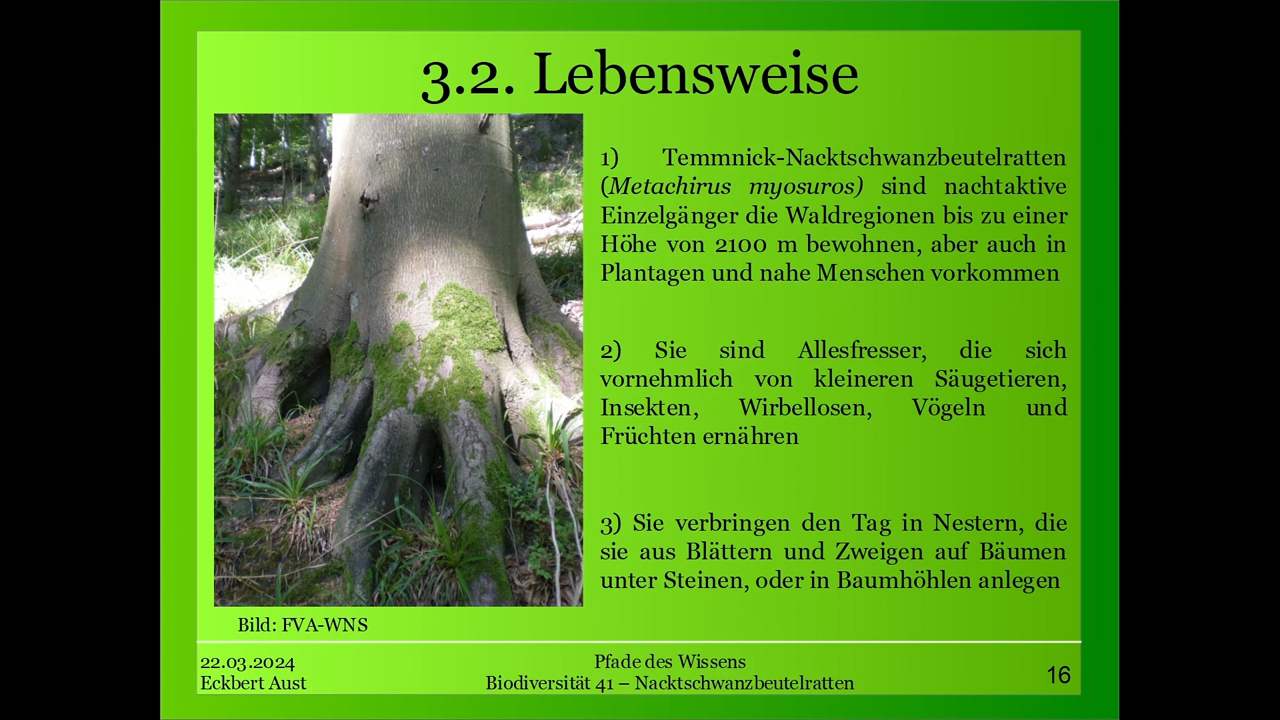 3.2. Lebensweise
1) Temmnick-Nacktschwanzbeutelratten
(Metachirus myosuros) sind nachtaktive
Einzelgänger die Waldregionen bis zu einer
Höhe von 2100 m bewohnen, aber auch in
Plantagen und nahe Menschen vorkommen
2) Sie sind Allesfresser, die sich
vornehmlich von kleineren Säugetieren,
Insekten, Wirbellosen, Vögeln und
Früchten ernähren
3) Sie verbringen den Tag in Nestern, die
sie aus Blättern und Zweigen auf Bäumen
unter Steinen, oder in Baumhöhlen anlegen
Bild: FVA-WNS
22.03.2024
Eckbert Aust
Pfade des Wissens
Biodiversität 41 – Nacktschwanzbeutelratten
16